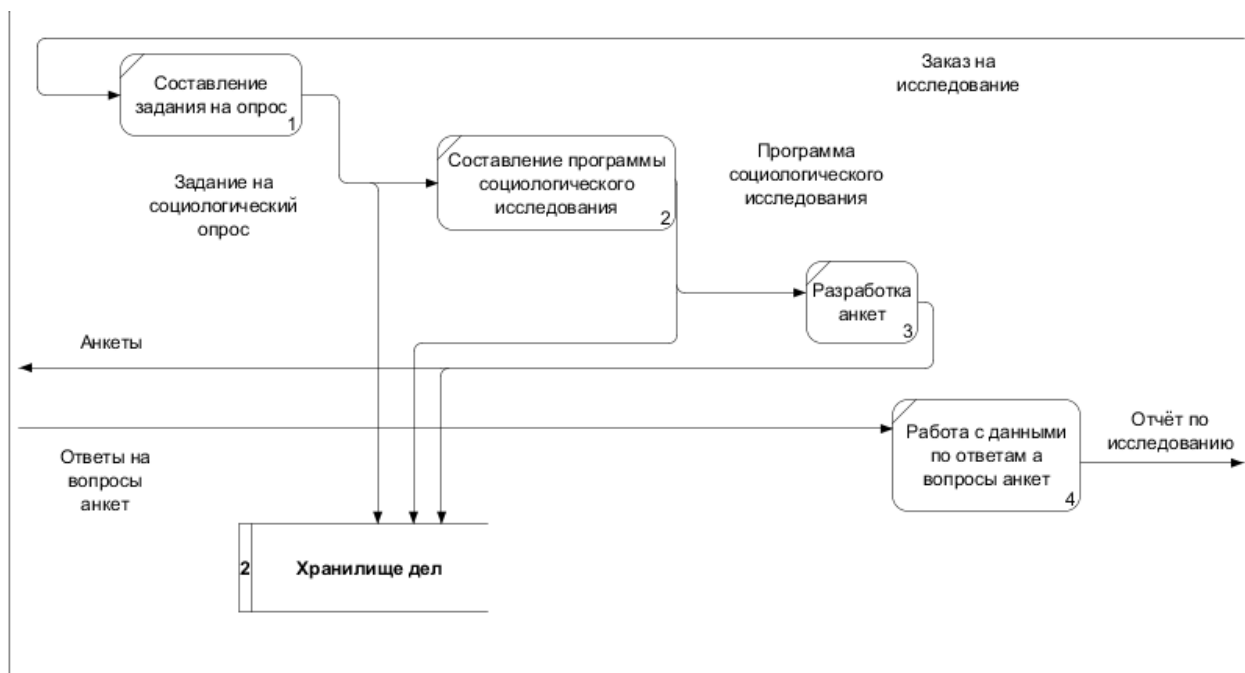 Заказ на
исследование
Составление
задания на опрос
1
Составление программы
социологического
исследования
2
Программа
социологического
исследования
Задание на
социологический
опрос
Разработка
анкет
3
Анкеты
Работа с данными
по ответам а
вопросы анкет
4
Отчёт по
исследованию
Ответы на
вопросы
анкет
2
Хранилище дел